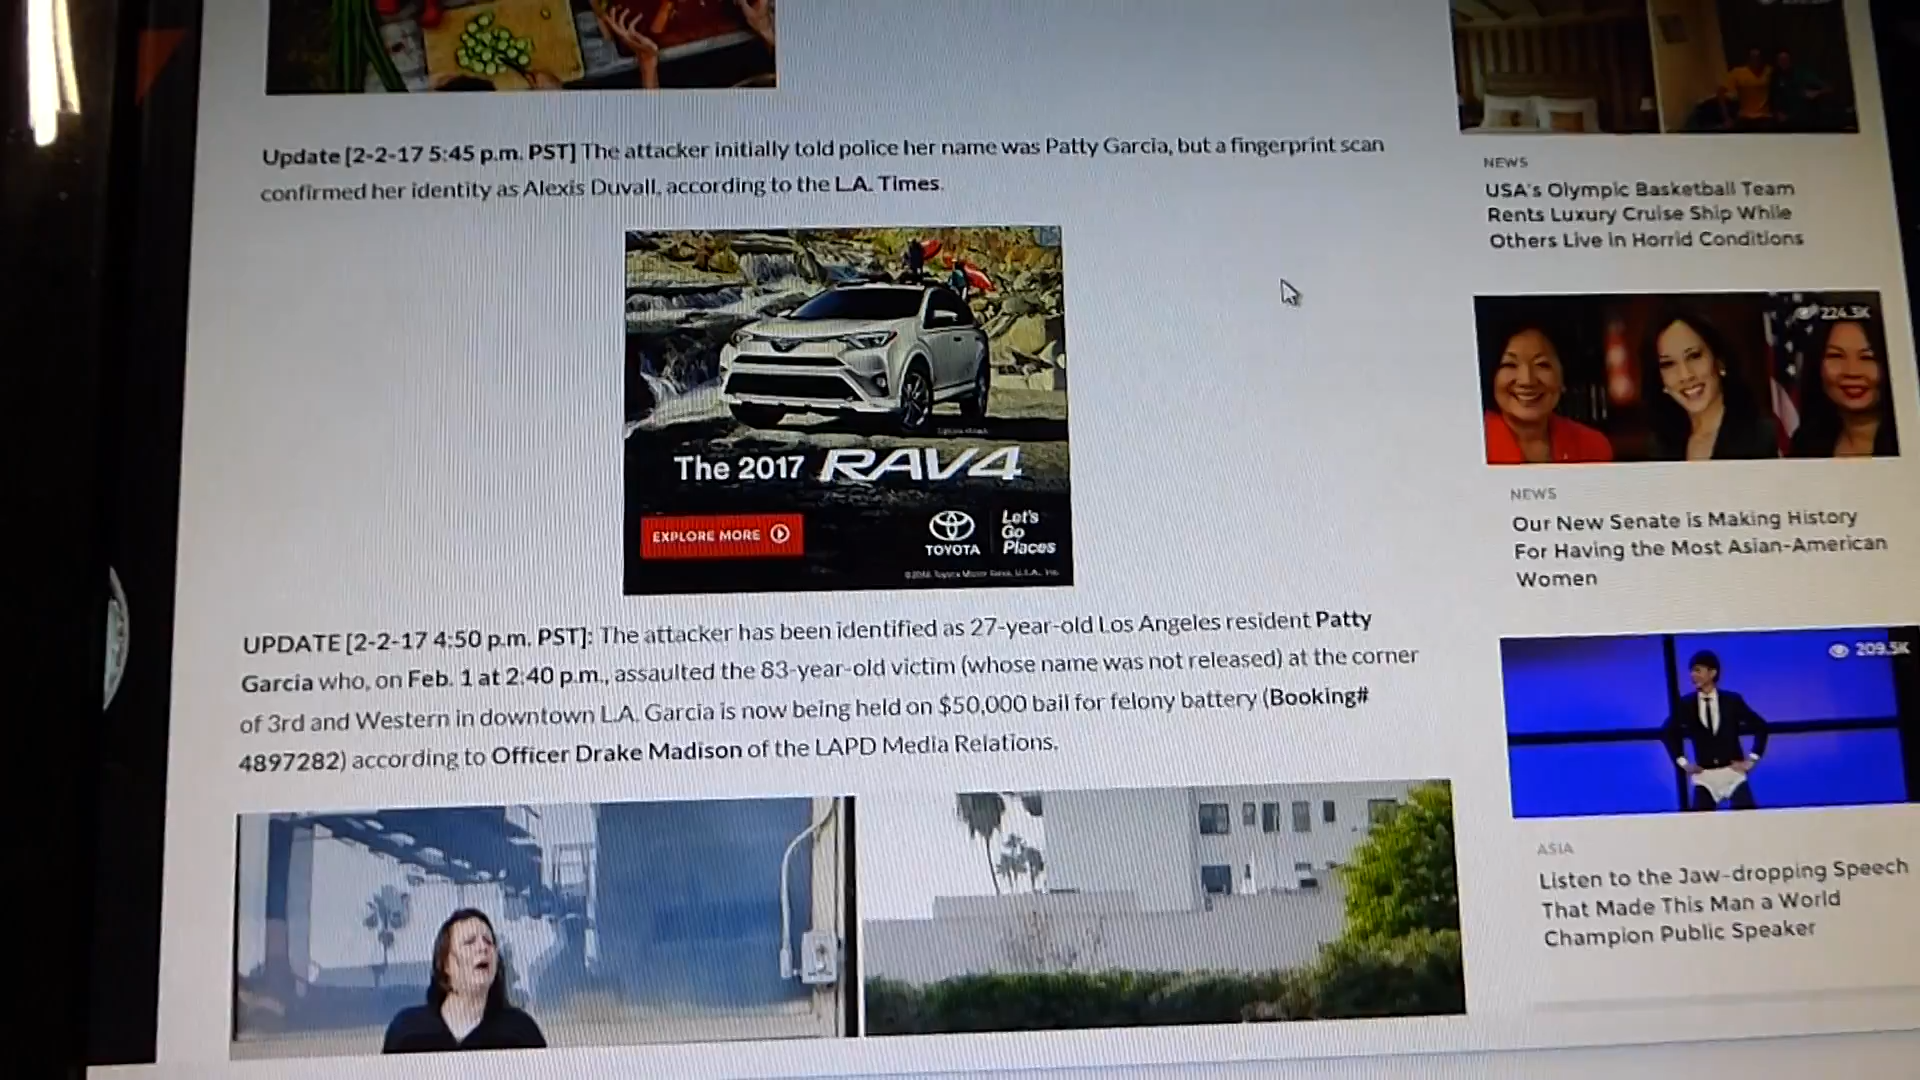 Update [2-2-17 5:45 p.m. PST] The attacker initially told police her name was Patty Garcia, but a fingerprint scan
confirmed her identity as Alexis Duvall, according to the L.A. Times.
The 2017 RAV4
EXPLORE MORE
TOYOTA
Let's
Go
Places
UPDATE [2-2-17 4:50 p.m. PST]: The attacker has been identified as 27-year-old Los Angeles resident Patty
Garcia who, on Feb. 1 at 2:40 p.m., assaulted the 83-year-old victim (whose name was not released) at the corner
of 3rd and Western in downtown L.A. Garcia is now being held on $50,000 bail for felony battery (Booking#
4897282) according to Officer Drake Madison of the LAPD Media Relations.
NEWS
USA's Olympic Basketball Team
Rents Luxury Cruise Ship While
Others Live in Horrid Conditions
224.3K
NEWS
Our New Senate is Making History
For Having the Most Asian-American
Women
209.5K
ASIA
Listen to the Jaw-dropping Speech
That Made This Man a World
Champion Public Speaker